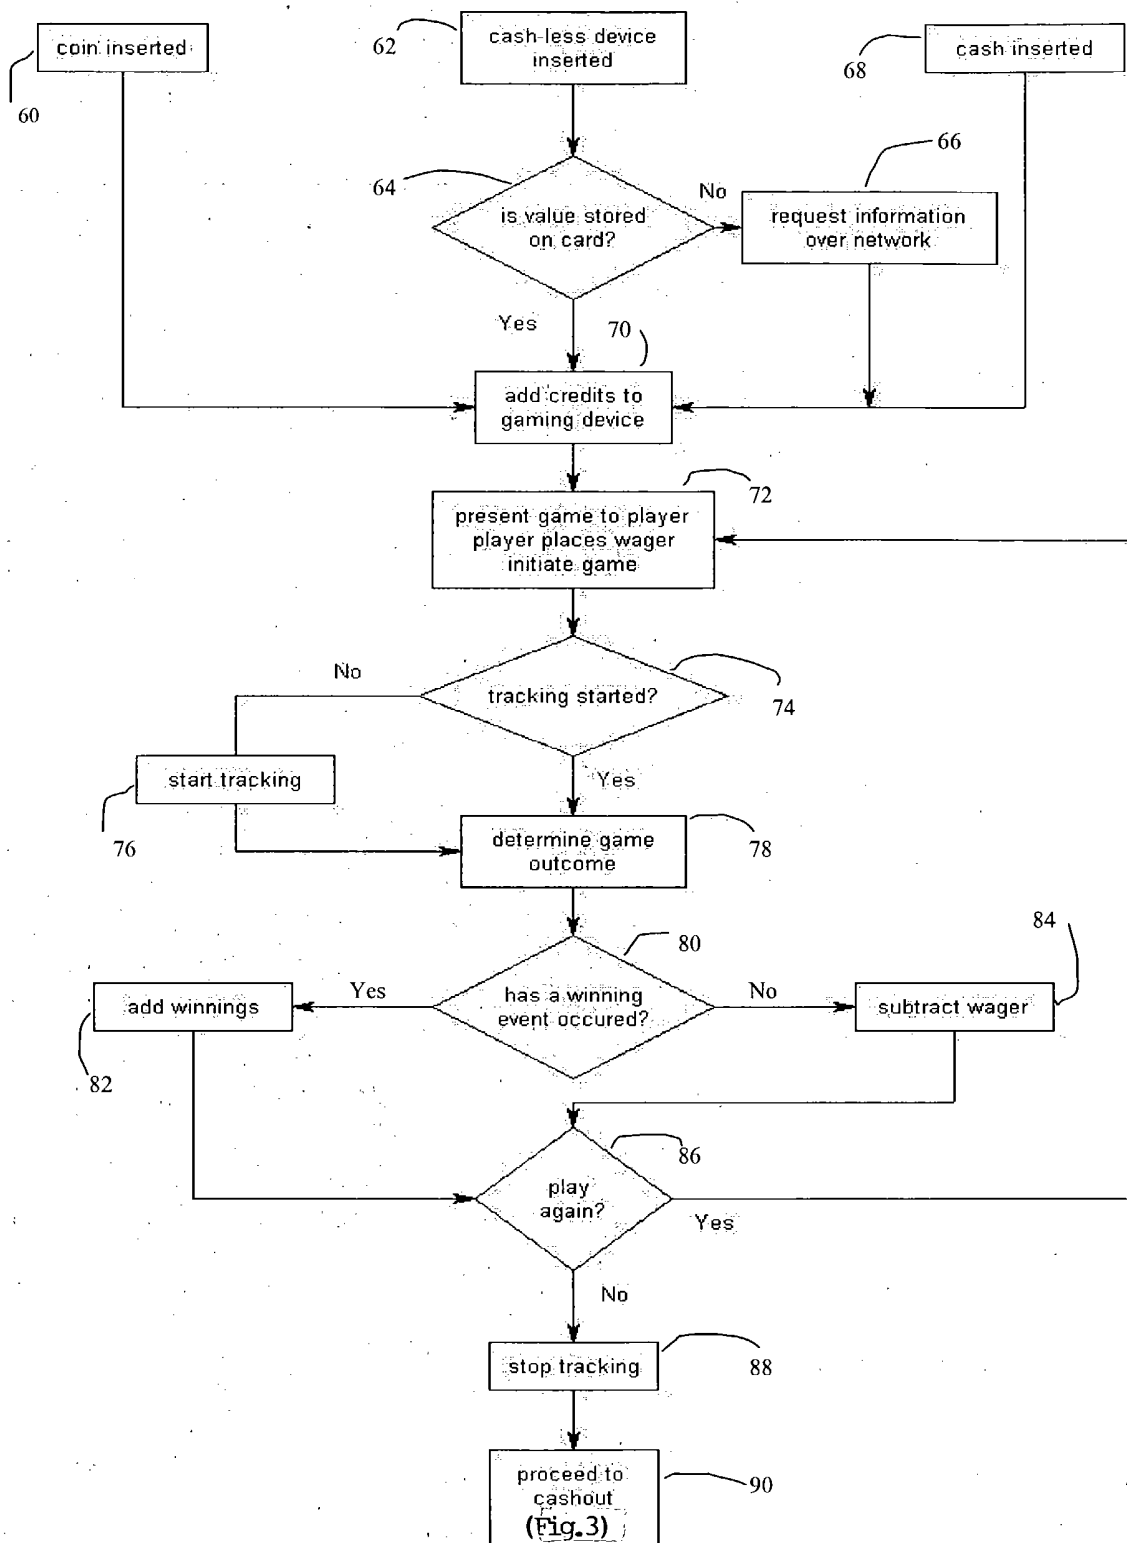 coin inserted
60
62
cash-less device
inserted
68
cash inserted
64
is value stored
on card?
No
66
request information
over network
Yes
70
add credits to
gaming device
72
present game to player
player places wager
initiate game
No
tracking started?
74
76
start tracking
Yes
determine game
outcome
78
80
has a winning
event occured?
Yes
add winnings
82
No
84
subtract wager
86
play
again?
Yes
No
stop tracking
88
proceed to
cashout
(Fig.3)
90